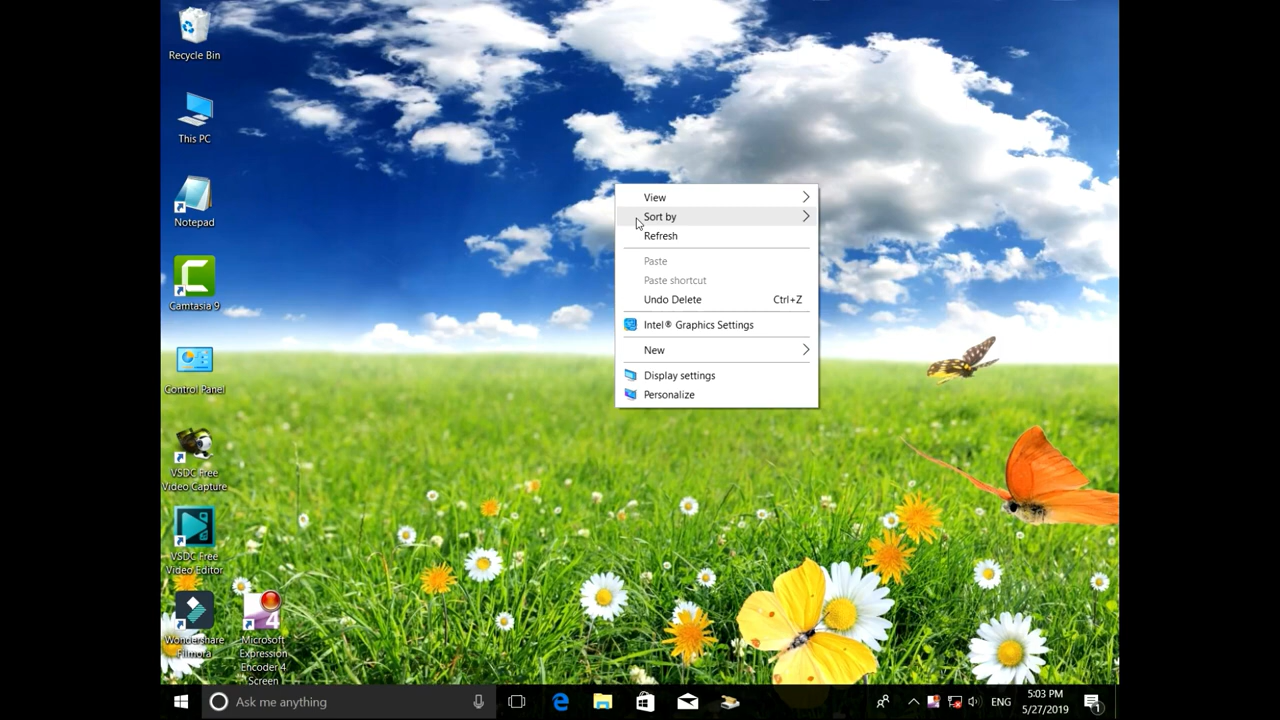 Recycle Bin
This PC
Notepad
Camtasia 9
Control Panel
VSDC Free
Video Capture
VSDC Free
Video Editor
Wondershare
Filmora
Microsoft
Expression
Encoder 4
Screen
View
Sort by
Refresh
Paste
Paste shortcut
Undo Delete Ctrl+Z
Intel® Graphics Settings
New
Display settings
Personalize
Ask me anything
ENG
5:03 PM
5/27/2019
1